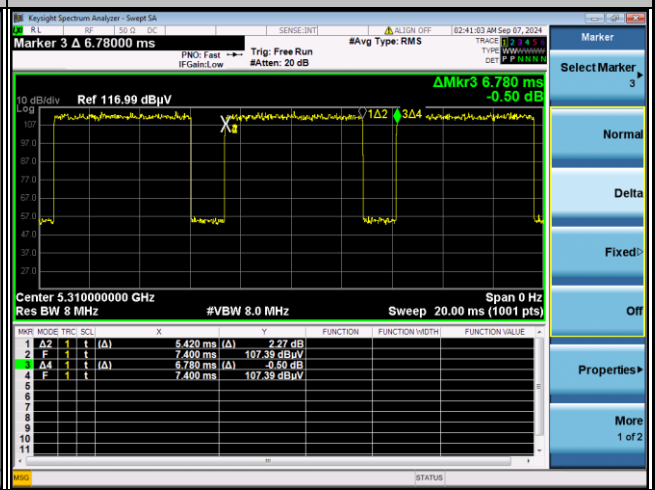 Keysight Spectrum Analyzer - Swept SA
RL RF 50 Ω DC SENSE:INT ALIGN OFF 02:41:03 AM Sep 07, 2024
Marker 3 Δ 6.78000 ms
PNO: Fast
IFGain:Low
Trig: Free Run
#Atten: 20 dB
#Avg Type: RMS
TRACE 1 2 3 4 5 6
TYPE WWWWWW
DET P P N N N N
ΔMkr3 6.780 ms
-0.50 dB
10 dB/div Ref 116.99 dBµV
Log
107
97.0
87.0
77.0
67.0
57.0
47.0
37.0
27.0
1Δ2 3Δ4
Center 5.310000000 GHz Span 0 Hz
Res BW 8 MHz #VBW 8.0 MHz Sweep 20.00 ms (1001 pts)
MKR MODE TRC SCL X Y FUNCTION FUNCTION WIDTH FUNCTION VALUE
1 Δ2 1 t (Δ) 5.420 ms (Δ) 2.27 dB
2 F 1 t 7.400 ms 107.39 dBµV
3 Δ4 1 t (Δ) 6.780 ms (Δ) -0.50 dB
4 F 1 t 7.400 ms 107.39 dBµV
5
6
7
8
9
10
11
MSG STATUS
Marker
Select Marker
3
Normal
Delta
Fixed
Off
Properties
More
1 of 2